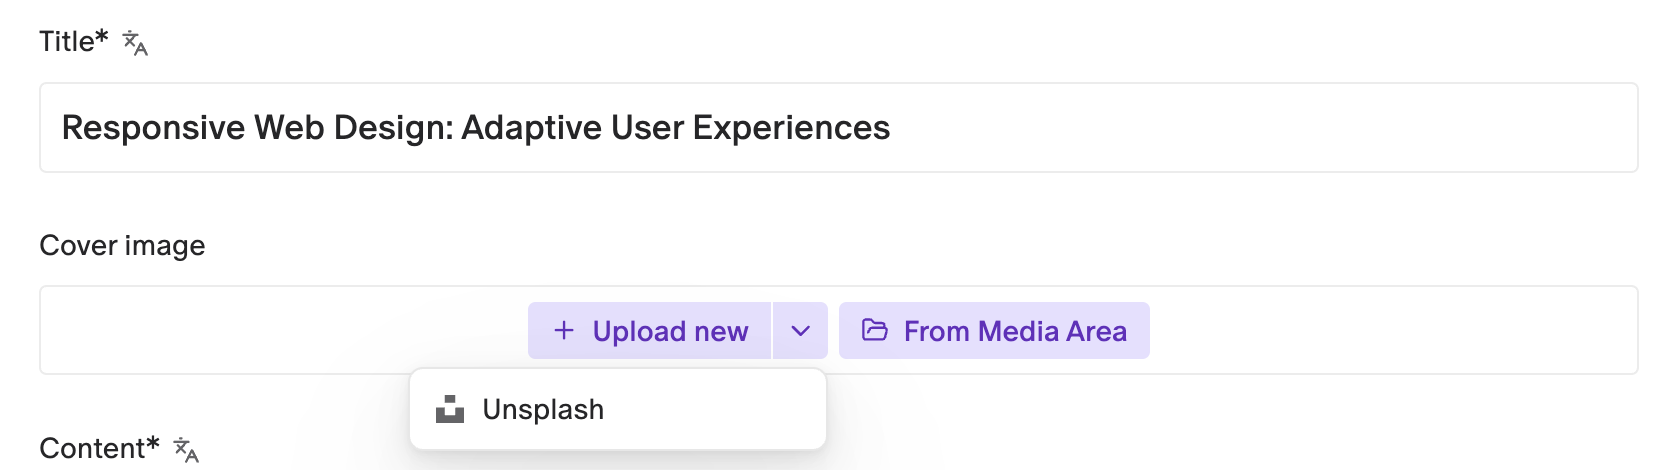 Title*
Responsive Web Design: Adaptive User Experiences
Cover image
Upload new
From Media Area
Unsplash
Content*